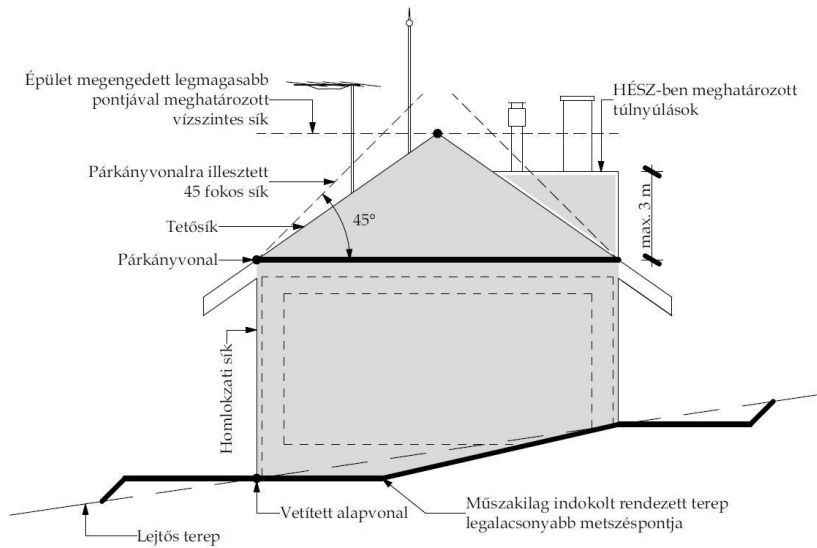 Épület megengedett legmagasabb
pontjával meghatározott
vízszintes sík
HÉSZ-ben meghatározott
túlnyúlások
Párkányvonalra illesztett
45 fokos sík
45°
max. 3 m
Tetősík
Párkányvonal
Homlokzati sík
Vetített alapvonal
Műszakilag indokolt rendezett terep
legalacsonyabb metszéspontja
Lejtős terep